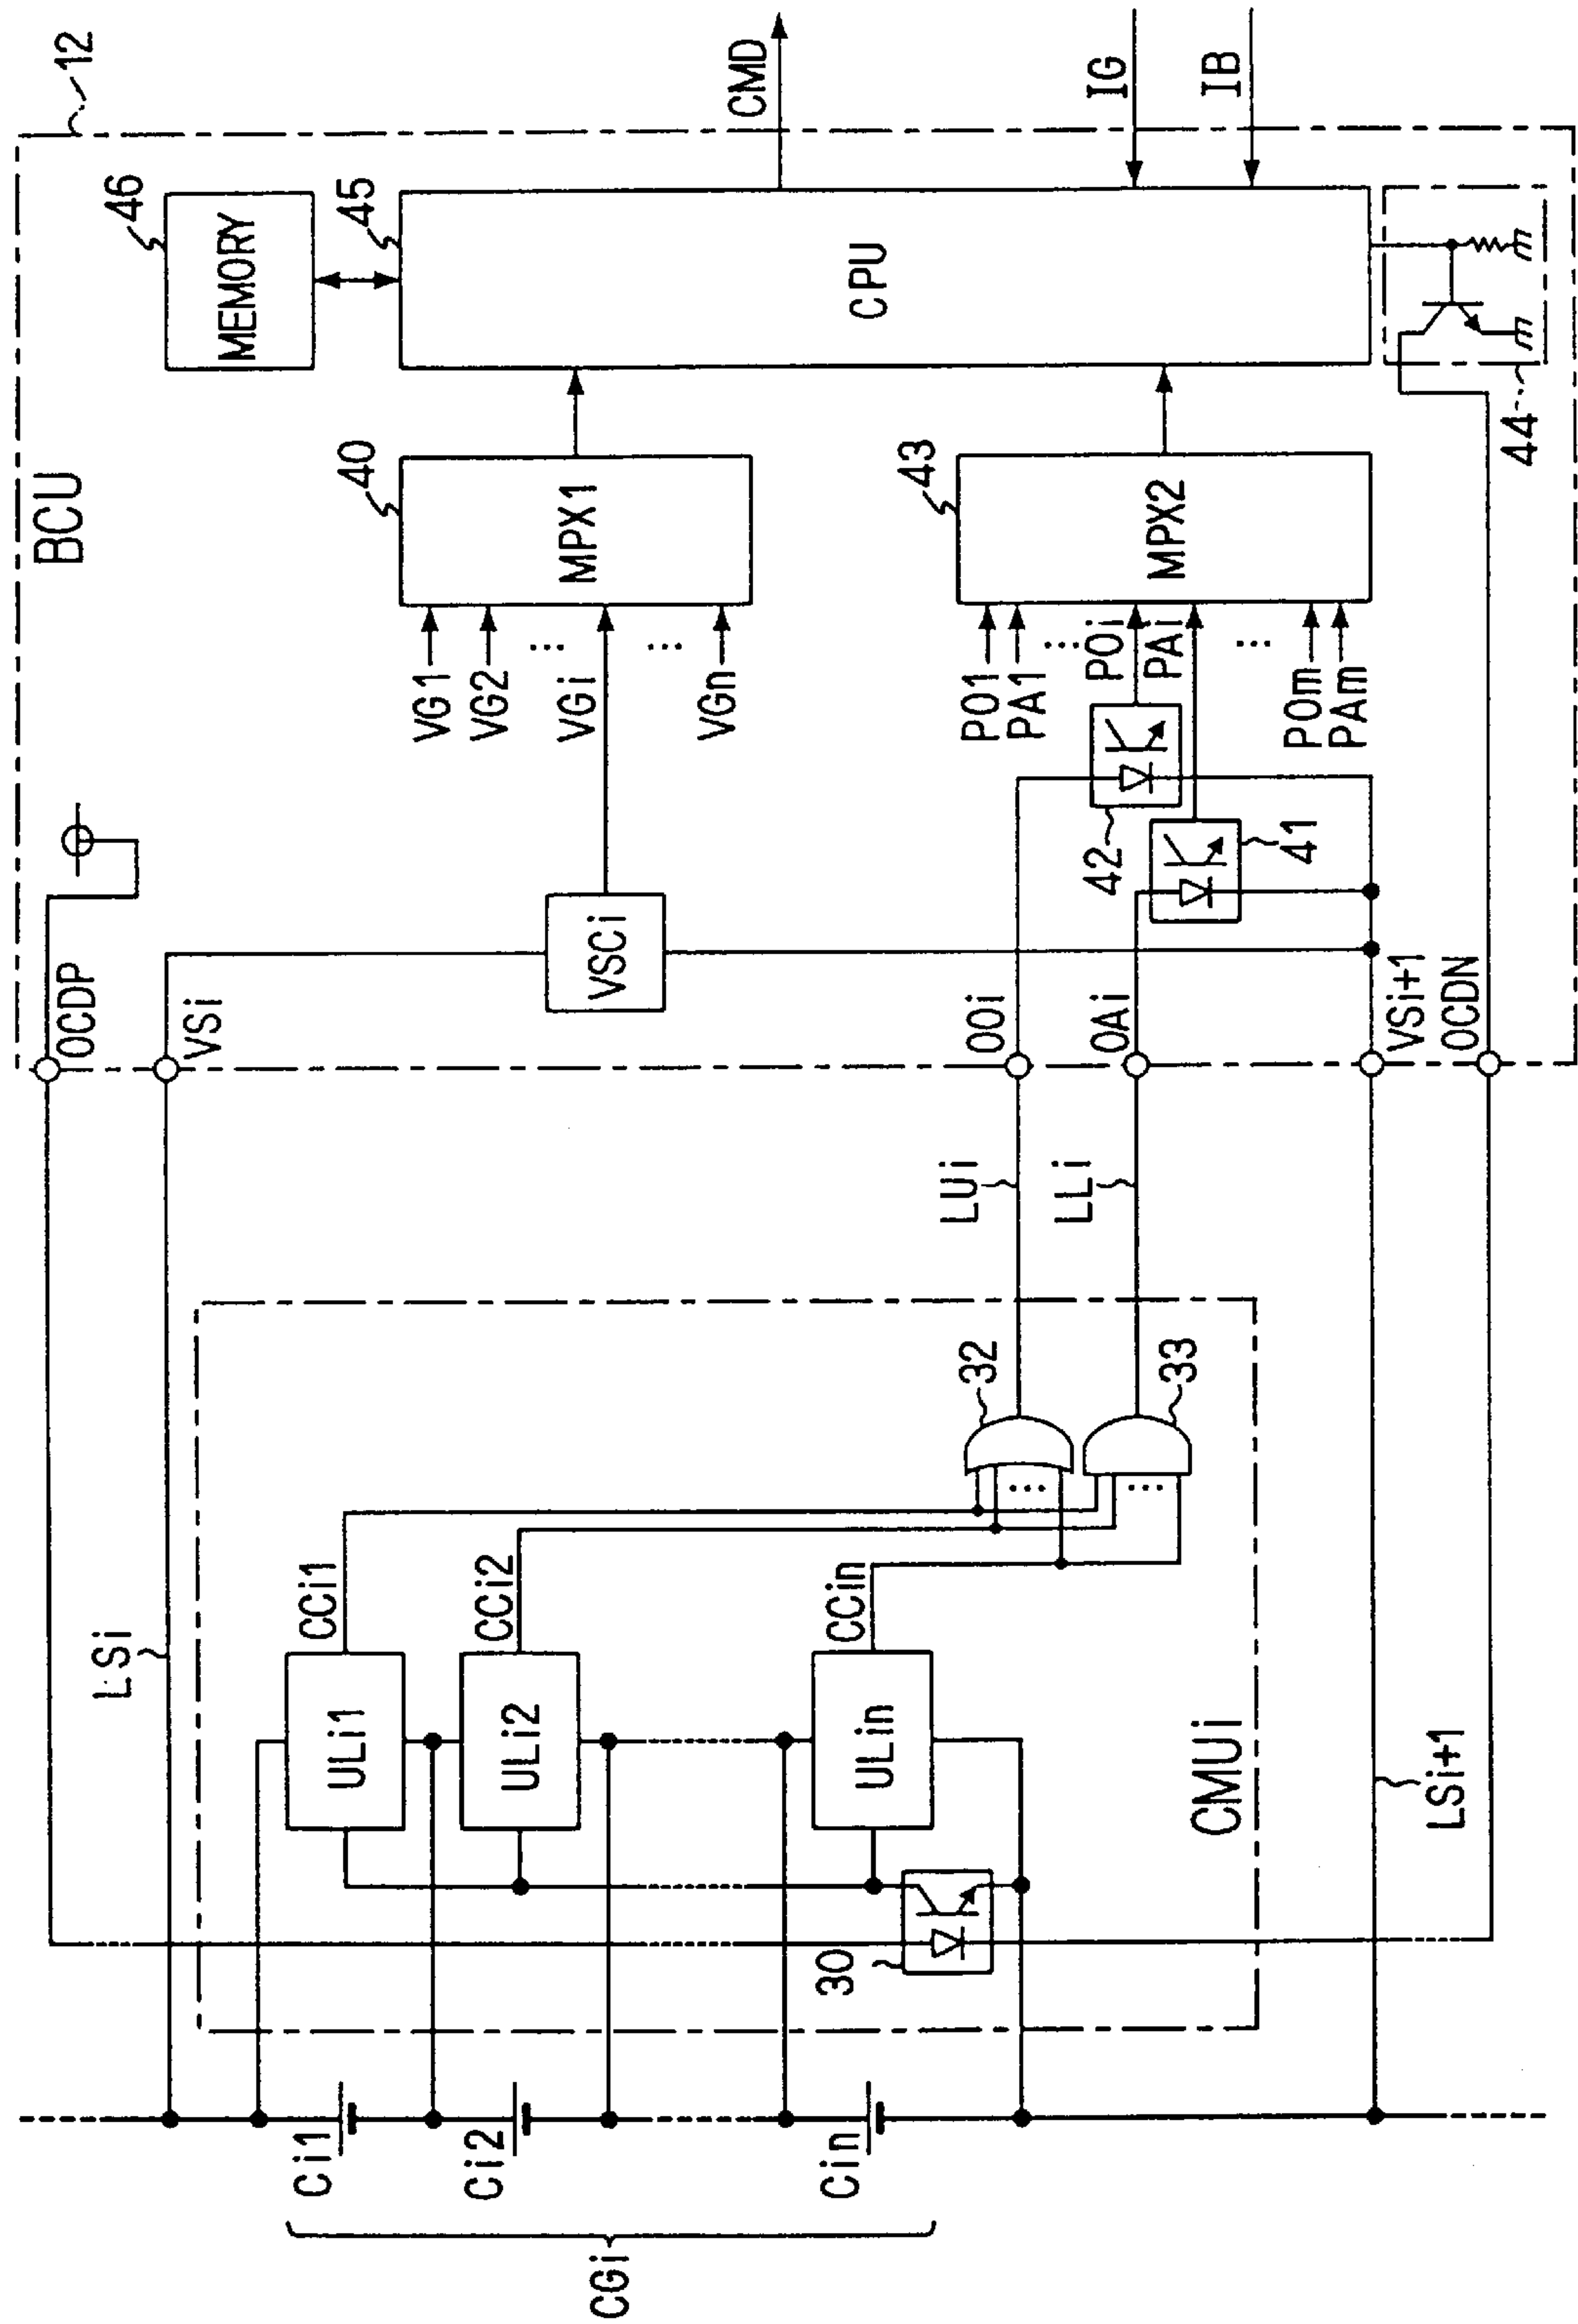 BCU
12
46
MEMORY
45
CPU
CMD
IG
IB
40
MPX1
VG1
VG2
...
VGi
...
VGn
43
MPX2
PO1
PA1
...
POi
PAi
...
POm
PAm
44
42
41
VSCi
OCDP
VSi
OOi
OAi
VSi+1
OCDN
LUi
LLi
LSi
LSi+1
32
33
...
...
CCi1
CCi2
CCin
ULi1
ULi2
ULin
30
CMUi
Ci1
Ci2
Cin
CGi